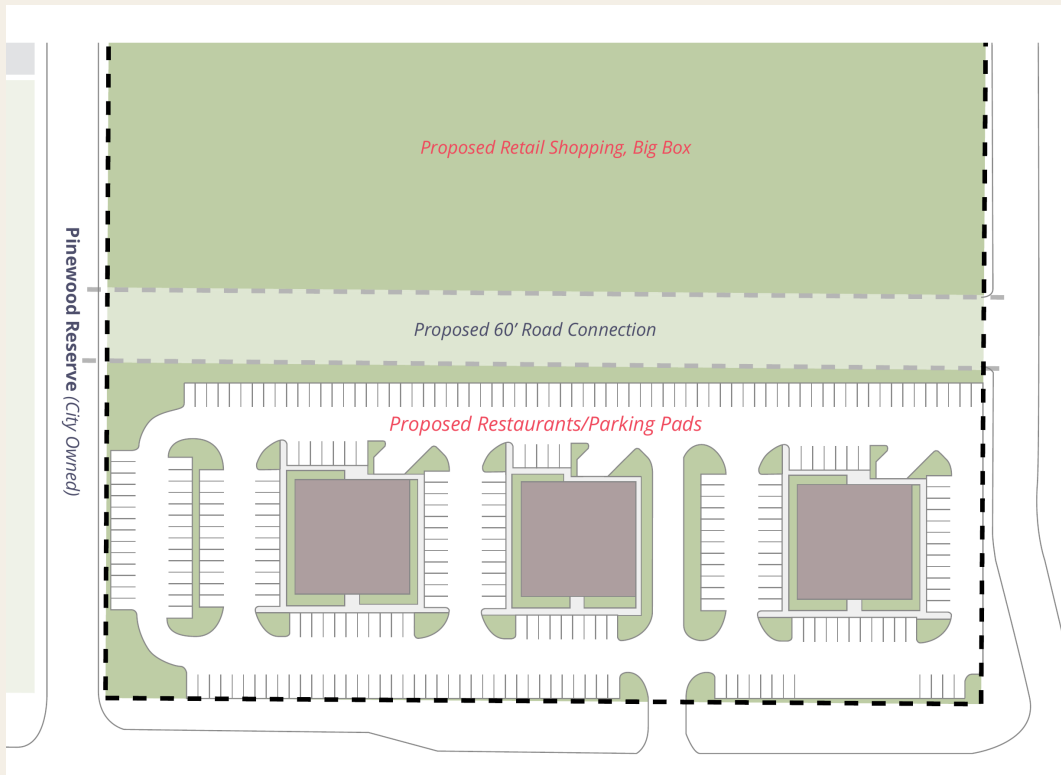 Proposed Retail Shopping, Big Box
Pinewood Reserve (City Owned)
Proposed 60’ Road Connection
Proposed Restaurants/Parking Pads